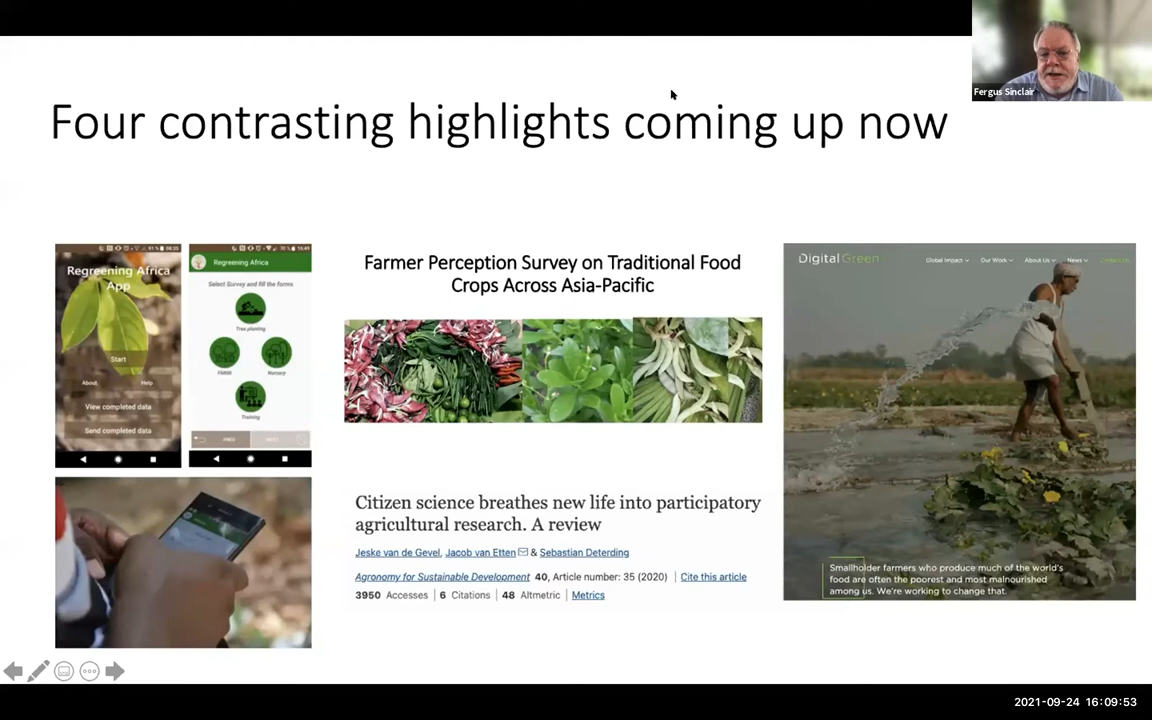 Fergus Sinclair
Four contrasting highlights coming up now
Regreening Africa
App
Start
About
Help
View completed data
Send completed data
Regreening Africa
Select Survey and fill the forms
Tree planting
FMNR
Nursery
Training
PREV
NEXT
Farmer Perception Survey on Traditional Food
Crops Across Asia-Pacific
Citizen science breathes new life into participatory
agricultural research. A review
Jeske van de Gevel, Jacob van Etten & Sebastian Deterding
Agronomy for Sustainable Development 40, Article number: 35 (2020) | Cite this article
3950 Accesses | 6 Citations | 48 Altmetric | Metrics
DigitalGreen
Global Impact
Our Work
About Us
News
Contact Us
Smallholder farmers who produce much of the world's
food are often the poorest and most malnourished
among us. We're working to change that.
2021-09-24 16:09:53